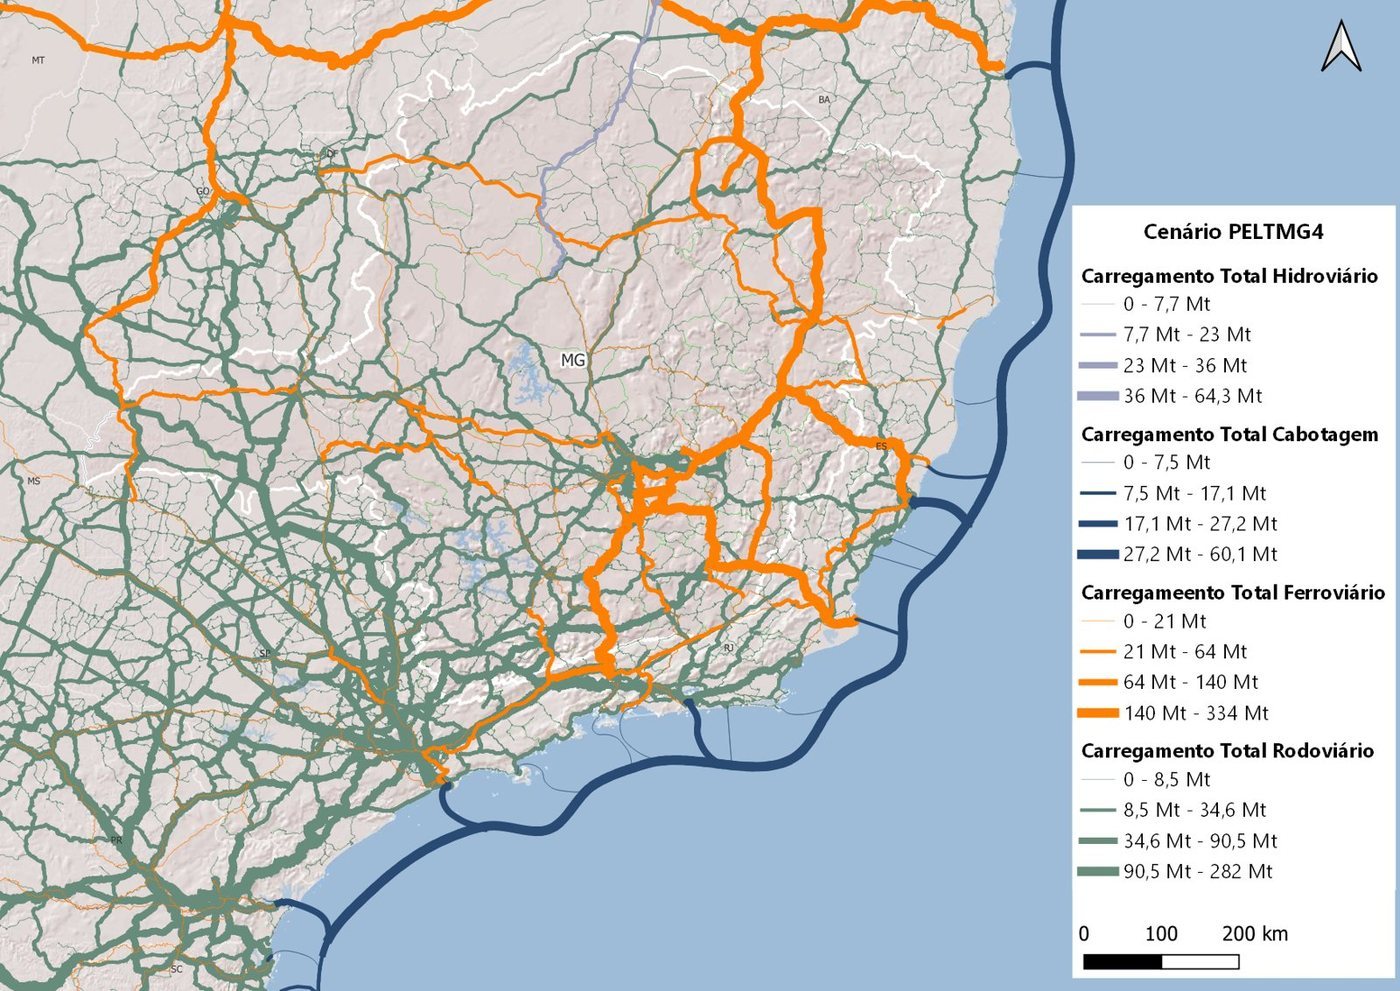 MT
BA
DF
GO
MG
ES
MS
RJ
SP
PR
SC
Cenário PELTMG4
Carregamento Total Hidroviário
0 - 7,7 Mt
7,7 Mt - 23 Mt
23 Mt - 36 Mt
36 Mt - 64,3 Mt
Carregamento Total Cabotagem
0 - 7,5 Mt
7,5 Mt - 17,1 Mt
17,1 Mt - 27,2 Mt
27,2 Mt - 60,1 Mt
Carregameento Total Ferroviário
0 - 21 Mt
21 Mt - 64 Mt
64 Mt - 140 Mt
140 Mt - 334 Mt
Carregamento Total Rodoviário
0 - 8,5 Mt
8,5 Mt - 34,6 Mt
34,6 Mt - 90,5 Mt
90,5 Mt - 282 Mt
0 100 200 km